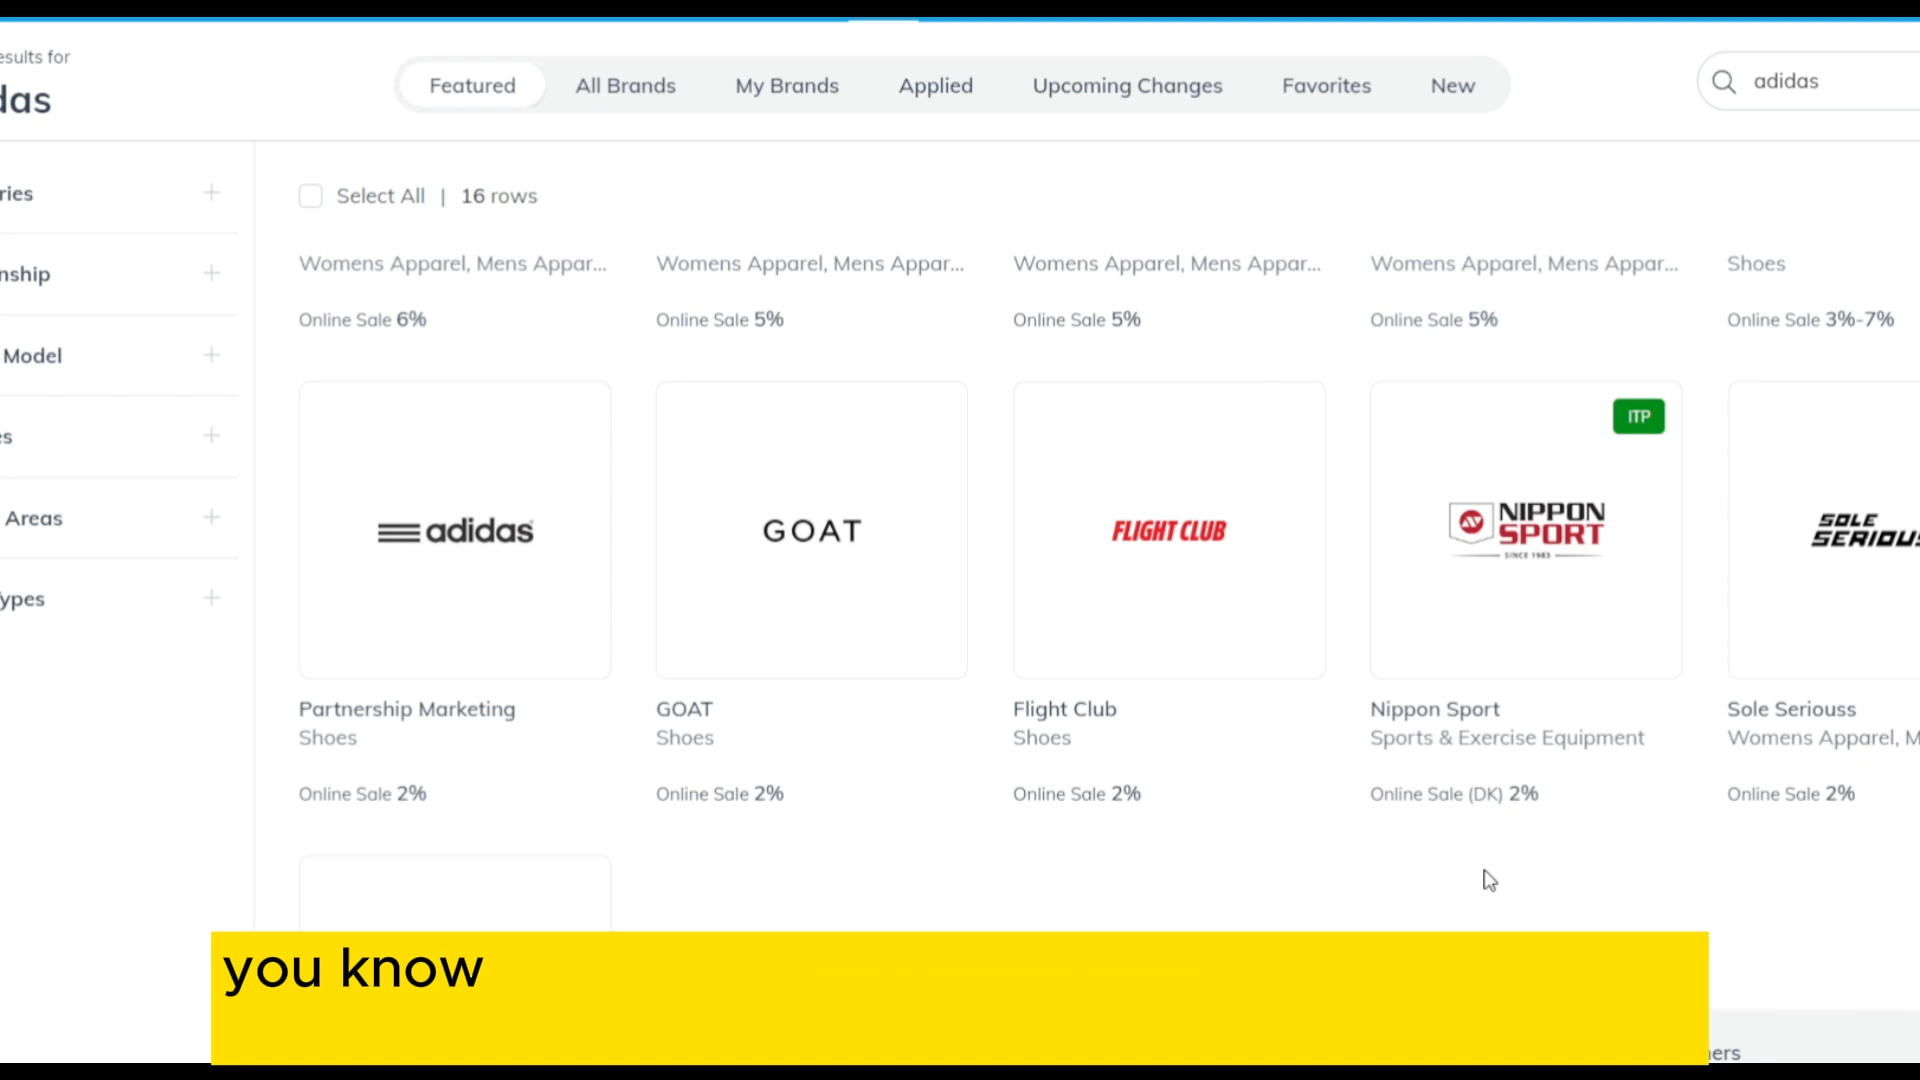 esults for
das
Featured
All Brands
My Brands
Applied
Upcoming Changes
Favorites
New
adidas
ries
nship
Model
s
Areas
ypes
Select All | 16 rows
Womens Apparel, Mens Appar...
Womens Apparel, Mens Appar...
Womens Apparel, Mens Appar...
Womens Apparel, Mens Appar...
Shoes
Online Sale 6%
Online Sale 5%
Online Sale 5%
Online Sale 5%
Online Sale 3%-7%
adidas
GOAT
FLIGHT CLUB
ITP
NIPPON
SPORT
SINCE 1983
SOLE
SERIOUS
Partnership Marketing
Shoes
Online Sale 2%
GOAT
Shoes
Online Sale 2%
Flight Club
Shoes
Online Sale 2%
Nippon Sport
Sports & Exercise Equipment
Online Sale (DK) 2%
Sole Seriouss
Womens Apparel, M
Online Sale 2%
you know
ers